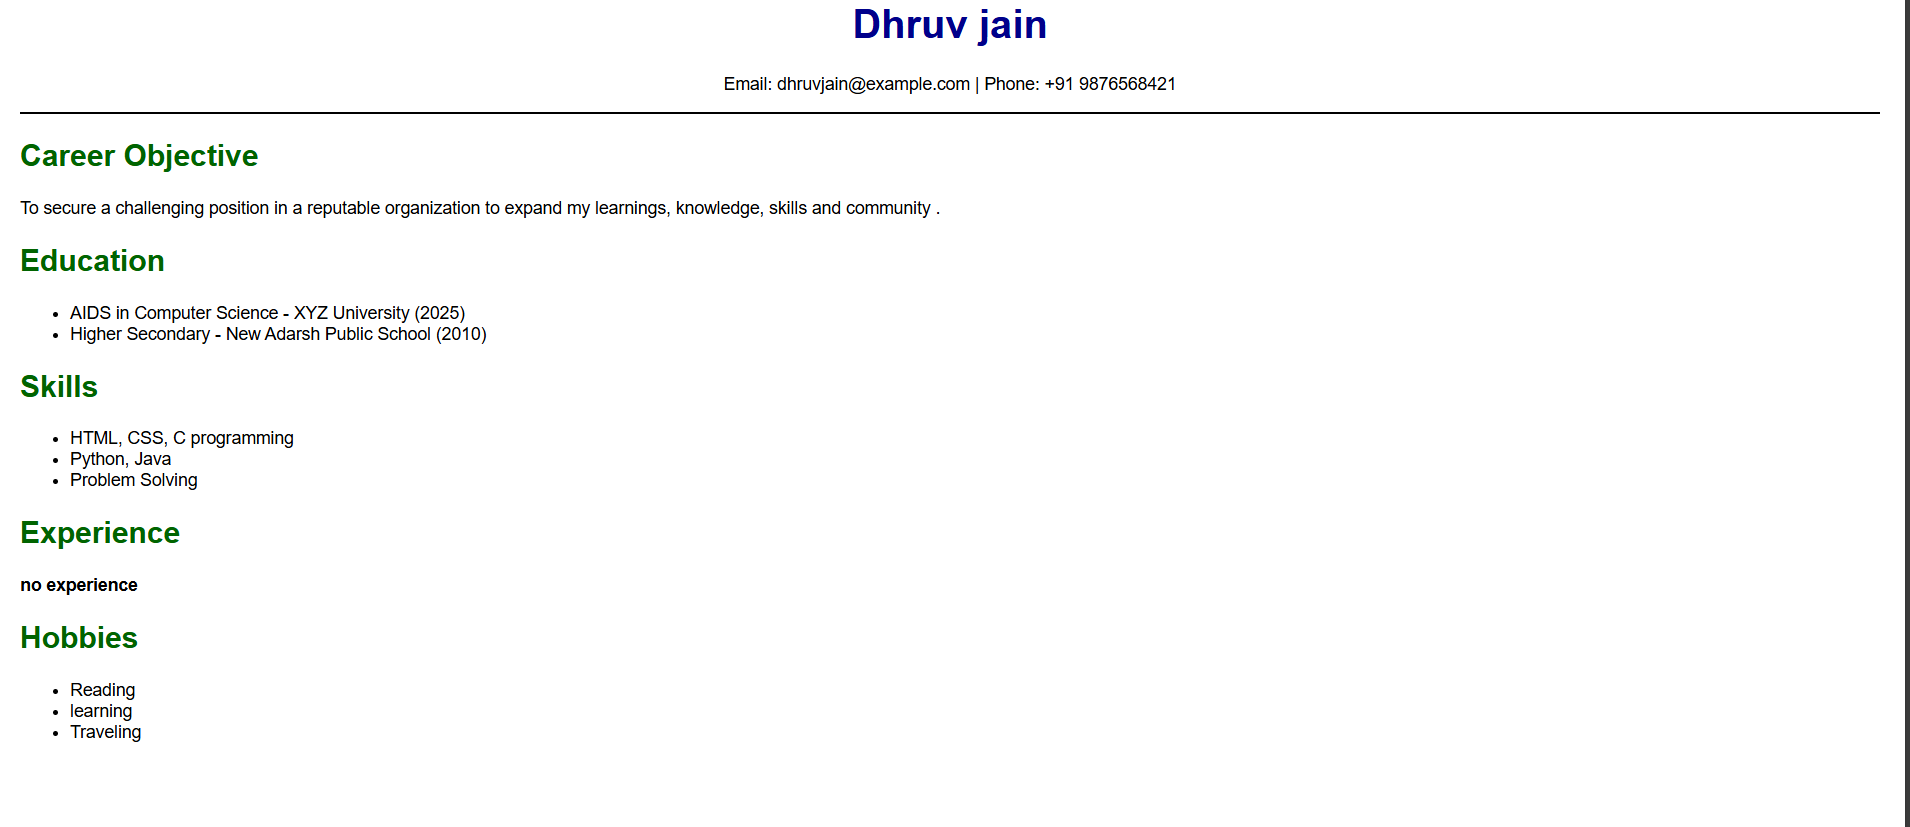 Dhruv jain
Email: dhruvjain@example.com | Phone: +91 9876568421
Career Objective
To secure a challenging position in a reputable organization to expand my learnings, knowledge, skills and community .
Education
• AIDS in Computer Science - XYZ University (2025)
• Higher Secondary - New Adarsh Public School (2010)
Skills
• HTML, CSS, C programming
• Python, Java
• Problem Solving
Experience
no experience
Hobbies
• Reading
• learning
• Traveling